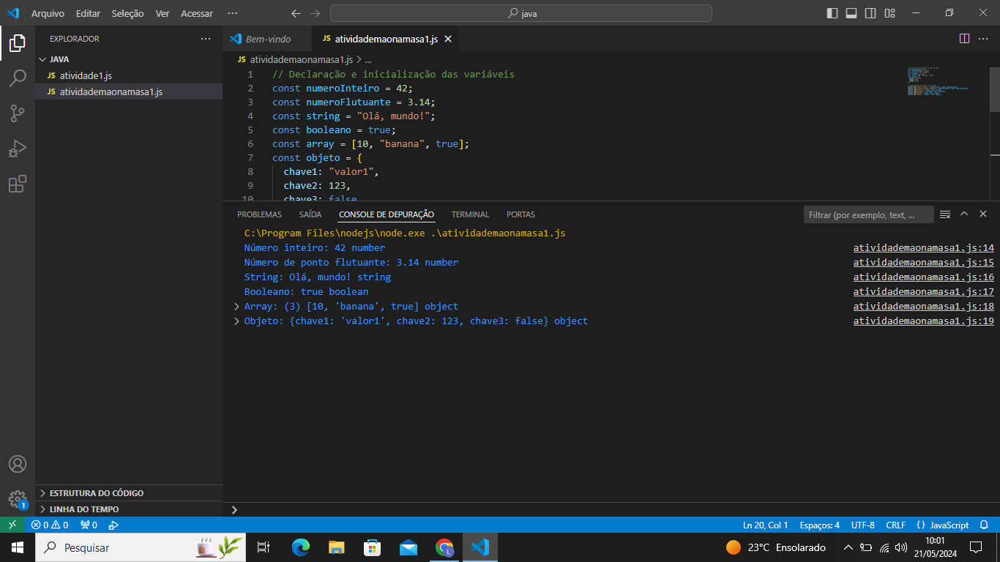 Arquivo Editar Seleção Ver Acessar ··· java
EXPLORADOR ···
JAVA
JS atividade1.js
JS atividademaonamasa1.js
ESTRUTURA DO CÓDIGO
LINHA DO TEMPO
Bem-vindo JS atividademaonamasa1.js
JS atividademaonamasa1.js > ...
1 // Declaração e inicialização das variáveis
2 const numeroInteiro = 42;
3 const numeroFlutuante = 3.14;
4 const string = "Olá, mundo!";
5 const booleano = true;
6 const array = [10, "banana", true];
7 const objeto = {
8 chave1: "valor1",
9 chave2: 123,
10 chave3: false
PROBLEMAS SAÍDA CONSOLE DE DEPURAÇÃO TERMINAL PORTAS Filtrar (por exemplo, text, ...
C:\Program Files\nodejs\node.exe .\atividademaonamasa1.js
Número inteiro: 42 number atividademaonamasa1.js:14
Número de ponto flutuante: 3.14 number atividademaonamasa1.js:15
String: Olá, mundo! string atividademaonamasa1.js:16
Booleano: true boolean atividademaonamasa1.js:17
> Array: (3) [10, 'banana', true] object atividademaonamasa1.js:18
> Objeto: {chave1: 'valor1', chave2: 123, chave3: false} object atividademaonamasa1.js:19
1
0 0 0 Ln 20, Col 1 Espaços: 4 UTF-8 CRLF {} JavaScript
Pesquisar L 23°C Ensolarado 10:01
21/05/2024